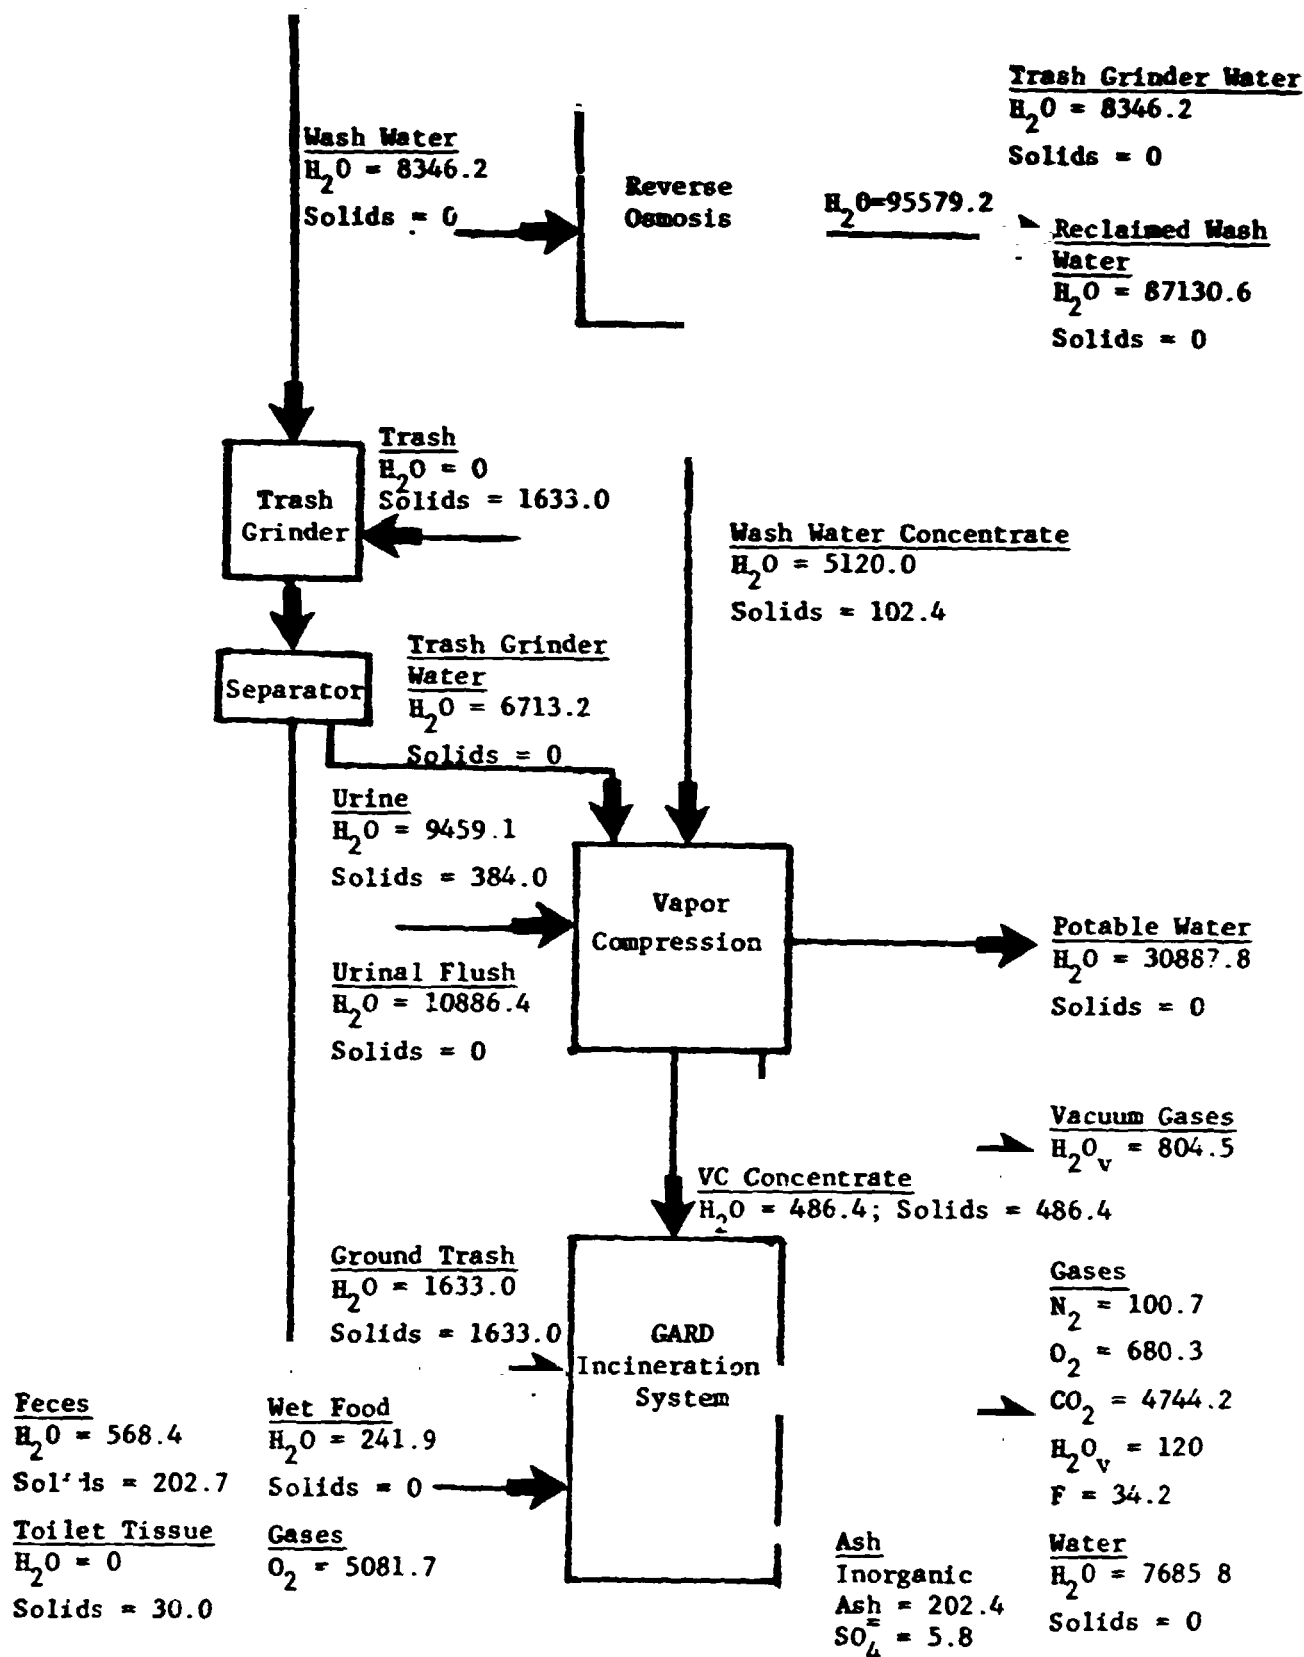 Trash Grinder Water
H₂O = 8346.2
Solids = 0
Wash Water
H₂O = 8346.2
Solids = 0
Reverse
Osmosis
H₂O=95579.2
Reclaimed Wash
Water
H₂O = 87130.6
Solids = 0
Trash
H₂O = 0
Solids = 1633.0
Trash
Grinder
Wash Water Concentrate
H₂O = 5120.0
Solids = 102.4
Trash Grinder
Water
H₂O = 6713.2
Solids = 0
Separator
Urine
H₂O = 9459.1
Solids = 384.0
Vapor
Compression
Urinal Flush
H₂O = 10886.4
Solids = 0
Potable Water
H₂O = 30887.8
Solids = 0
Vacuum Gases
H₂Oᵥ = 804.5
VC Concentrate
H₂O = 486.4; Solids = 486.4
Ground Trash
H₂O = 1633.0
Solids = 1633.0
GARD
Incineration
System
Gases
N₂ = 100.7
O₂ = 680.3
CO₂ = 4744.2
H₂Oᵥ = 120
F = 34.2
Feces
H₂O = 568.4
Solids = 202.7
Wet Food
H₂O = 241.9
Solids = 0
Toilet Tissue
H₂O = 0
Solids = 30.0
Gases
O₂ = 5081.7
Ash
Inorganic
Ash = 202.4
SO₄⁼ = 5.8
Water
H₂O = 7685 8
Solids = 0